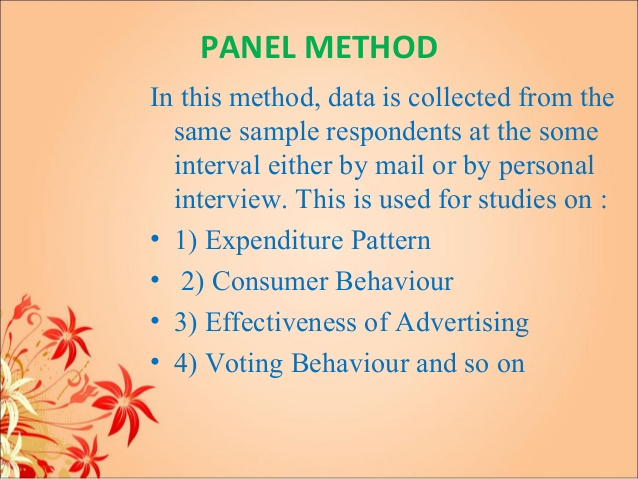 PANEL METHOD
In this method, data is collected from the
same sample respondents at the some
interval either by mail or by personal
interview. This is used for studies on :
• 1) Expenditure Pattern
• 2) Consumer Behaviour
• 3) Effectiveness of Advertising
• 4) Voting Behaviour and so on